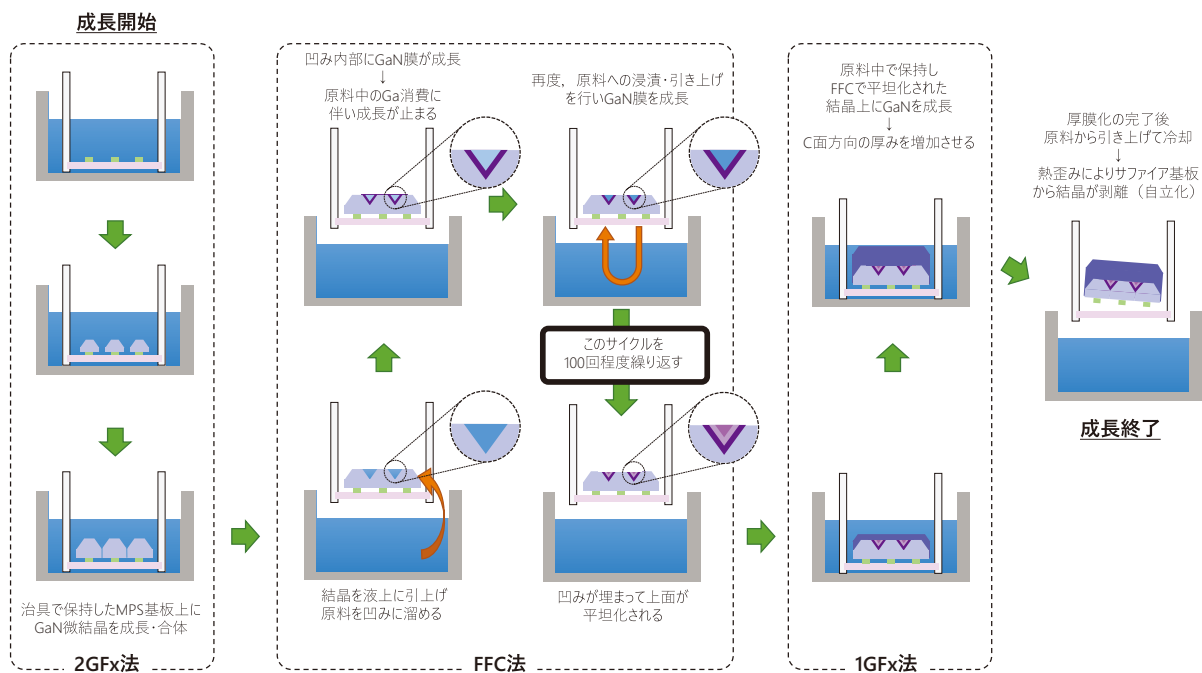 成長開始
治具で保持したMPS基板上に
GaN微結晶を成長・合体
2GFx法
結晶を液上に引上げ
原料を凹みに溜める
凹み内部にGaN膜が成長
↓
原料中のGa消費に
伴い成長が止まる
再度，原料への浸漬・引き上げ
を行いGaN膜を成長
このサイクルを
100回程度繰り返す
凹みが埋まって上面が
平坦化される
FFC法
原料中で保持し
FFCで平坦化された
結晶上にGaNを成長
↓
C面方向の厚みを増加させる
1GFx法
厚膜化の完了後
原料から引き上げて冷却
↓
熱歪みによりサファイア基板
から結晶が剥離（自立化）
成長終了